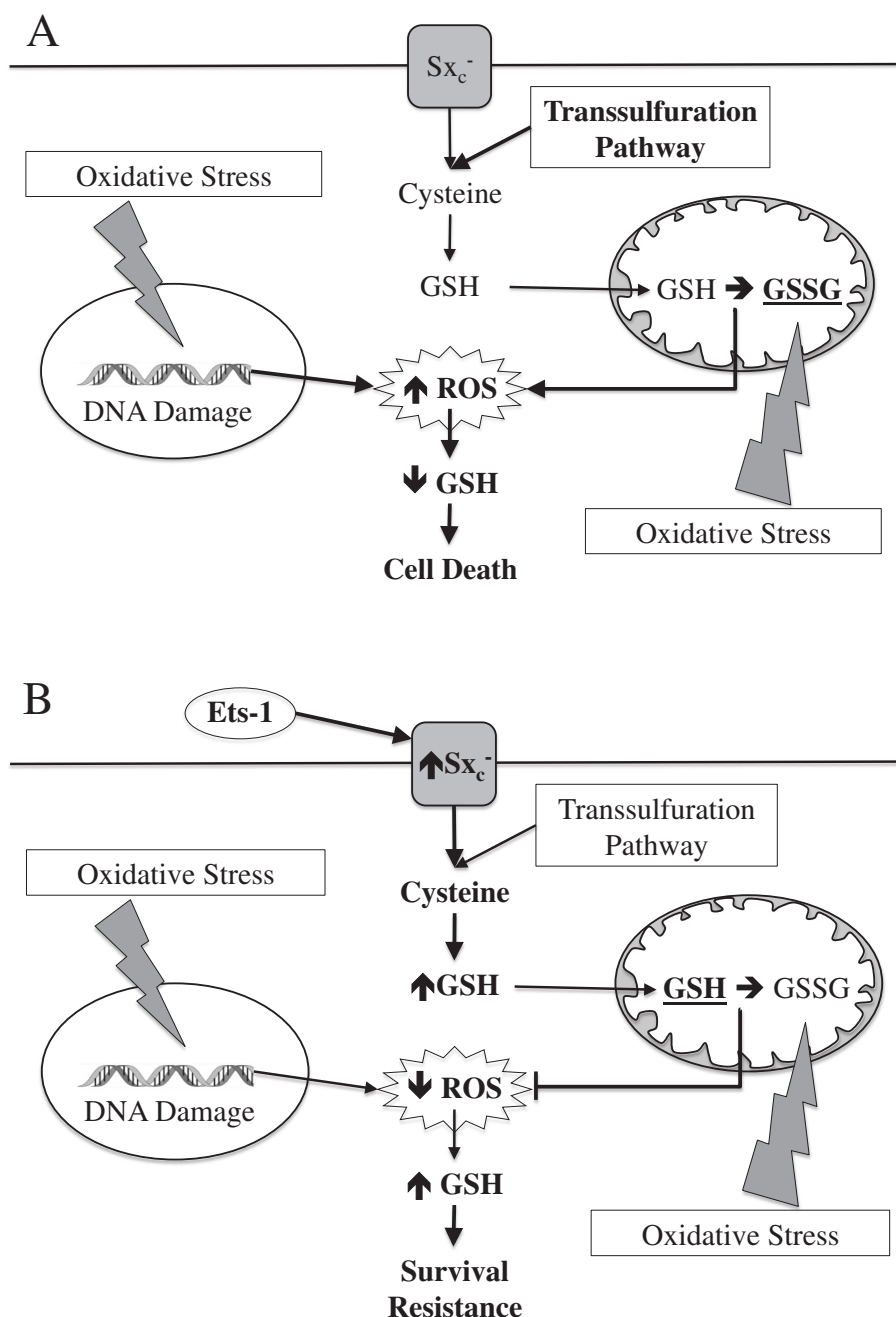 A
Sxc-
Transsulfuration
Pathway
Oxidative Stress
Cysteine
GSH
GSH → GSSG
DNA Damage
↑ ROS
↓ GSH
Oxidative Stress
Cell Death
B
Ets-1
↑Sxc-
Transsulfuration
Pathway
Oxidative Stress
Cysteine
↑GSH
GSH → GSSG
DNA Damage
↓ ROS
↑ GSH
Oxidative Stress
Survival
Resistance